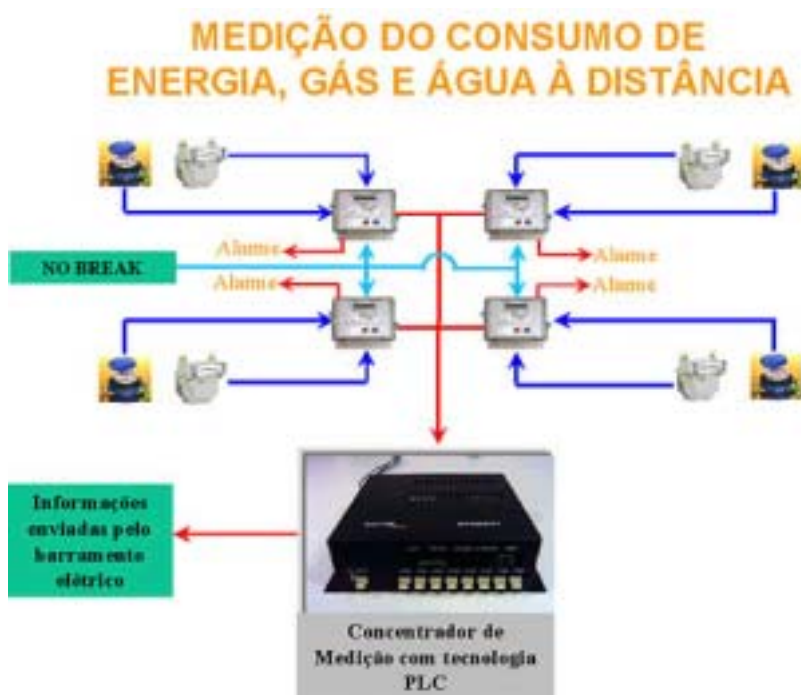 MEDIÇÃO DO CONSUMO DE
ENERGIA, GÁS E ÁGUA À DISTÂNCIA
Alarme
Alarme
NO BREAK
Alarme
Alarme
Informações
enviadas pelo
barramento
elétrico
Concentrador de
Medição com tecnologia
PLC